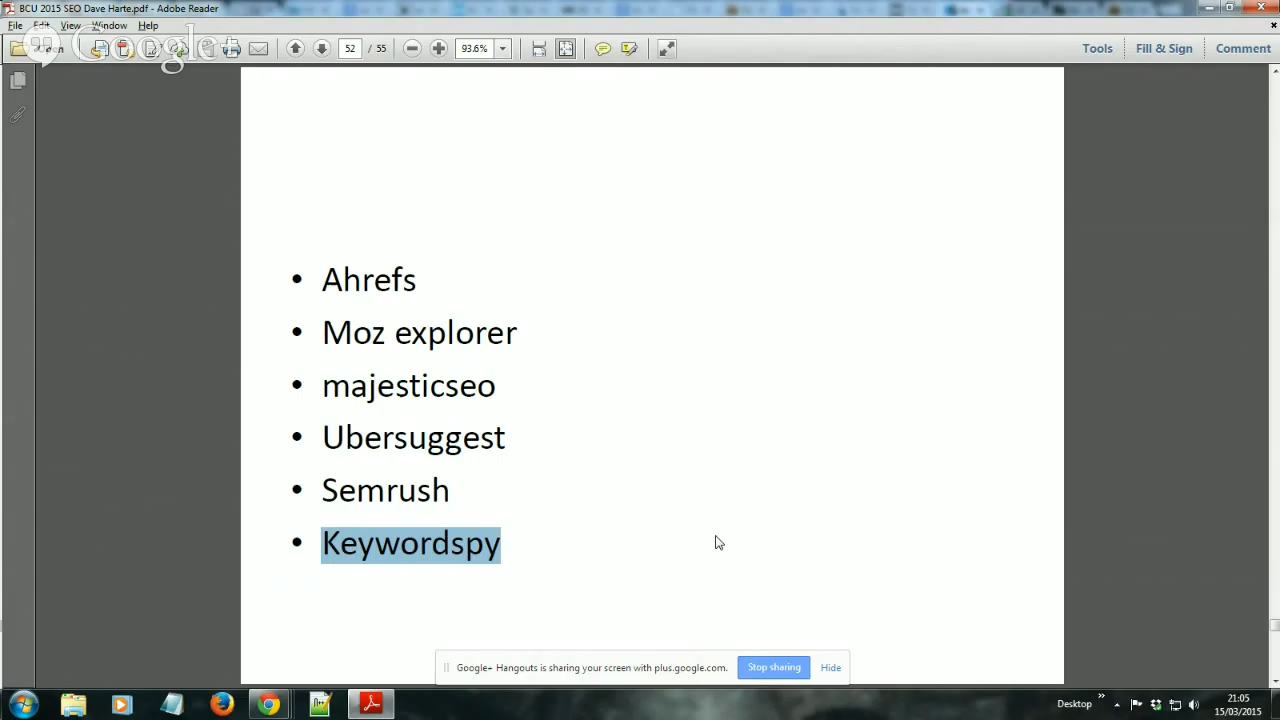 BCU 2015 SEO Dave Harte.pdf - Adobe Reader
File Edit View Window Help
Google
52 / 55
93.6%
Tools Fill & Sign Comment
• Ahrefs
• Moz explorer
• majesticseo
• Ubersuggest
• Semrush
• Keywordspy
Google+ Hangouts is sharing your screen with plus.google.com. Stop sharing Hide
Desktop
21:05
15/03/2015